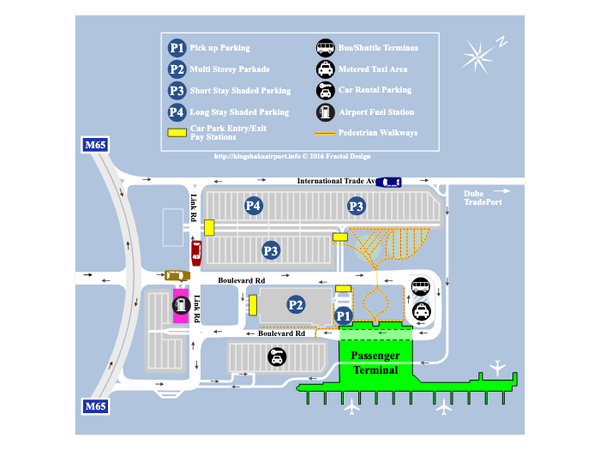 P1 Pick up Parking
P2 Multi Storey Parkade
P3 Short Stay Shaded Parking
P4 Long Stay Shaded Parking
Car Park Entry/Exit
Pay Stations
Bus/Shuttle Terminus
Metered Taxi Area
Car Rental Parking
Airport Fuel Station
Pedestrian Walkways
N
http://kingshakaairport.info © 2016 Fractal Design
M65
International Trade Av
Dube
TradePort
Link Rd
P4
P3
P3
Boulevard Rd
Link Rd
P2
P1
Boulevard Rd
Passenger
Terminal
M65